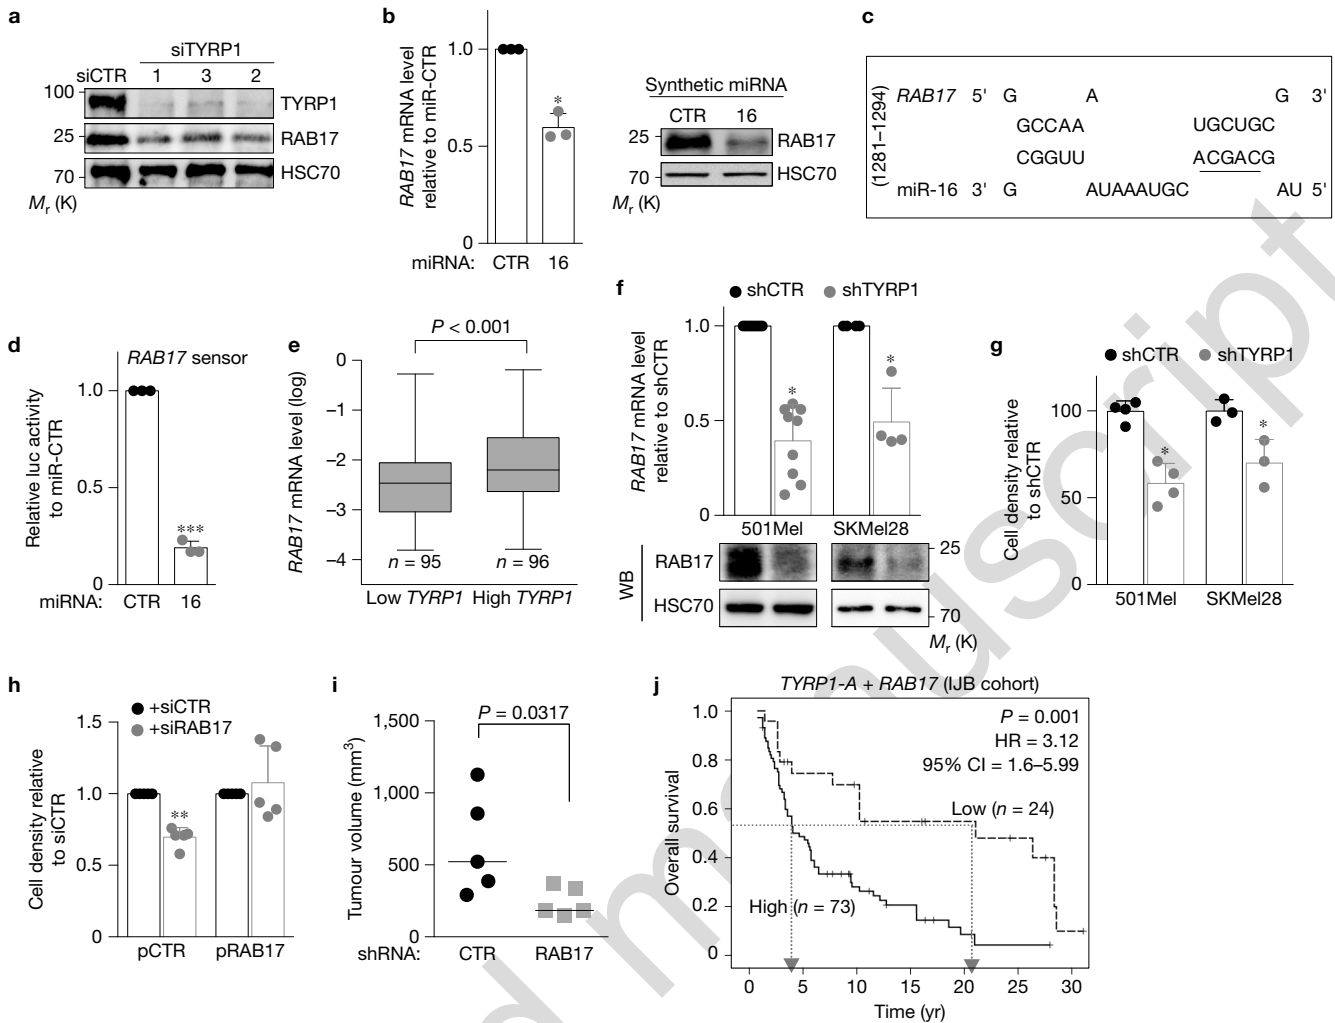 a
siTYRP1
siCTR 1 3 2
100
TYRP1
25
RAB17
70
HSC70
Mr (K)
b
RAB17 mRNA level
relative to miR-CTR
1.0
0.5
0
*
miRNA: CTR 16
Synthetic miRNA
CTR 16
25
RAB17
70
HSC70
Mr (K)
c
(1281–1294)
RAB17 5' G A G 3'
GCCAA UGCUGC
CGGUU ACGACG
miR-16 3' G AUAAAUGC AU 5'
d
RAB17 sensor
Relative luc activity
to miR-CTR
1.0
0.5
0
***
miRNA: CTR 16
e
P < 0.001
RAB17 mRNA level (log)
0
–1
–2
–3
–4
n = 95 n = 96
Low TYRP1 High TYRP1
f
shCTR shTYRP1
RAB17 mRNA level
relative to shCTR
1.0
0.5
0
*
*
501Mel SKMel28
WB
RAB17
25
HSC70
70
Mr (K)
g
shCTR shTYRP1
Cell density relative
to shCTR
100
50
0
*
*
501Mel SKMel28
h
+siCTR
+siRAB17
Cell density relative
to siCTR
1.5
1.0
0.5
0
**
pCTR pRAB17
i
P = 0.0317
Tumour volume (mm3)
1,500
1,000
500
0
shRNA: CTR RAB17
j
TYRP1-A + RAB17 (IJB cohort)
P = 0.001
HR = 3.12
95% CI = 1.6–5.99
Overall survival
1.0
0.8
0.6
0.4
0.2
0
Low (n = 24)
High (n = 73)
0 5 10 15 20 25 30
Time (yr)
d manuscript